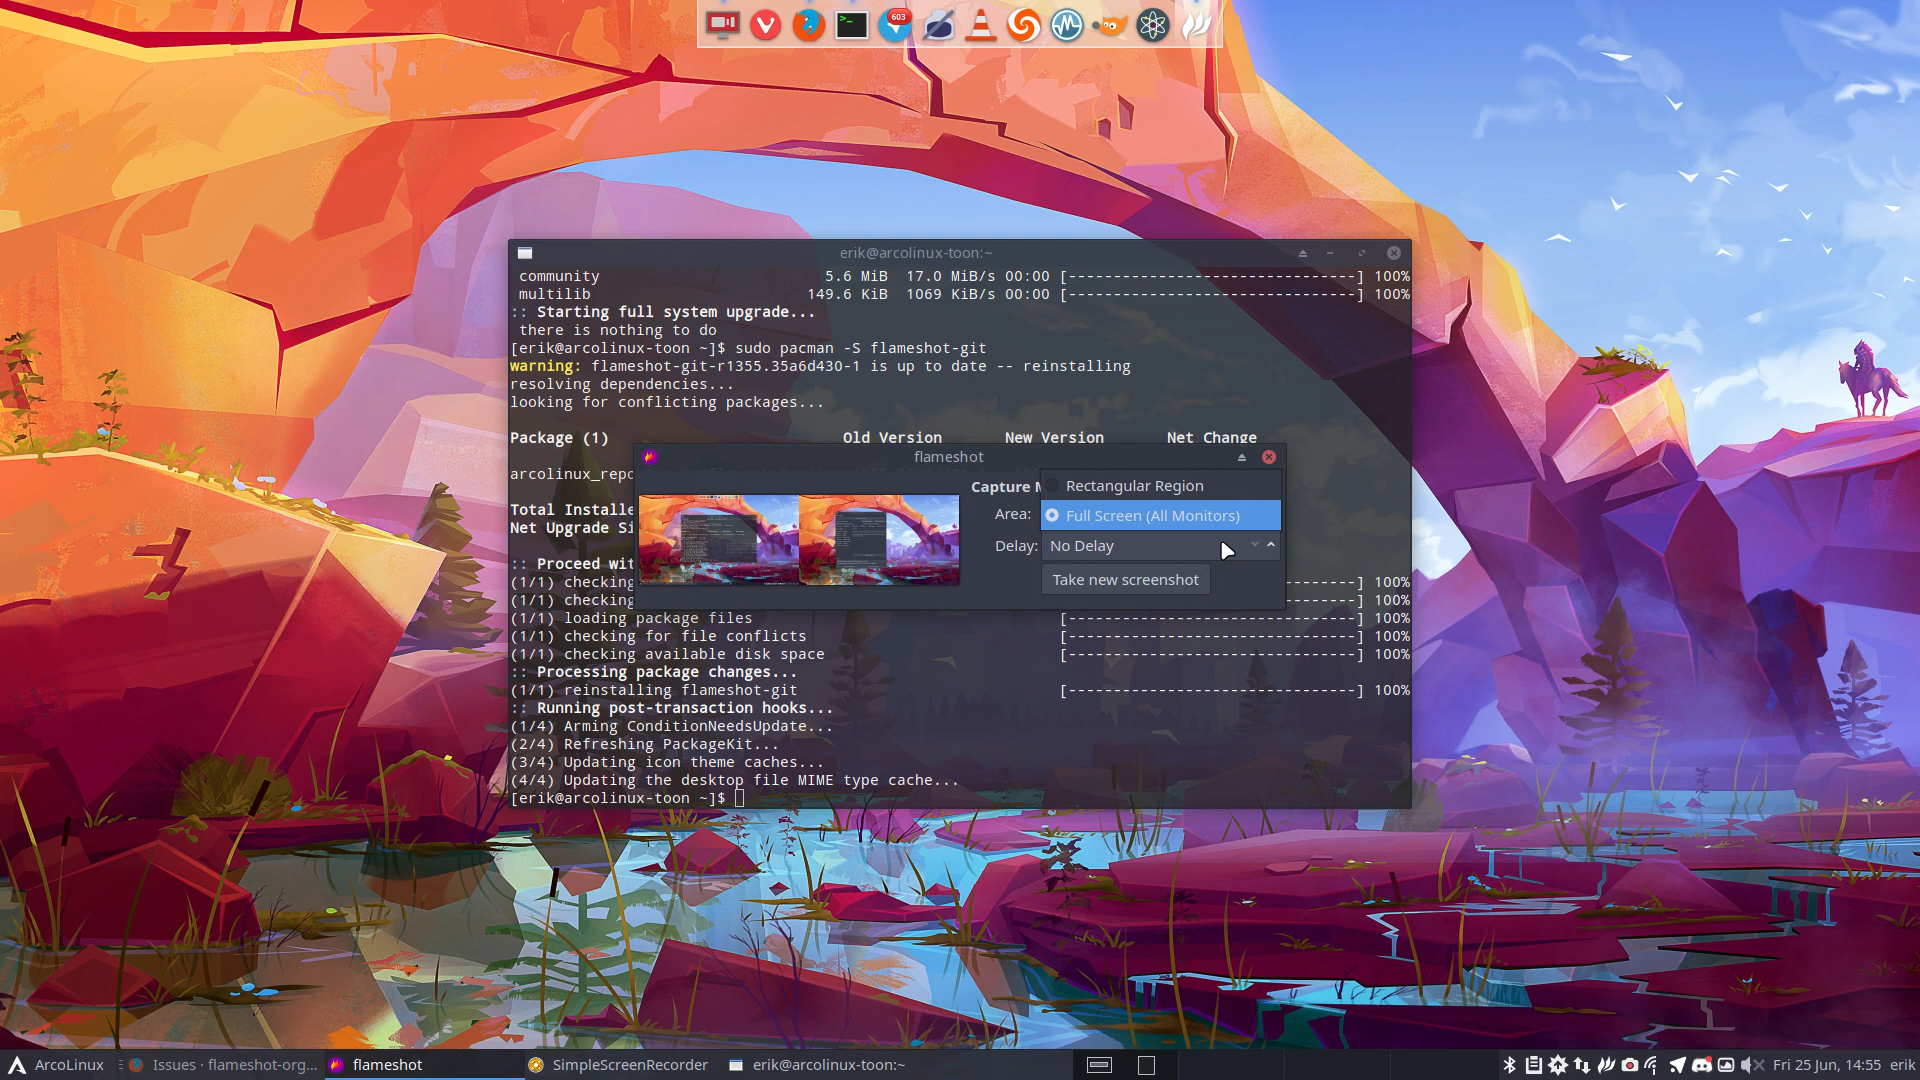 603
erik@arcolinux-toon:~
community 5.6 MiB 17.0 MiB/s 00:00 [--------------------------------] 100%
multilib 149.6 KiB 1069 KiB/s 00:00 [--------------------------------] 100%
:: Starting full system upgrade...
there is nothing to do
[erik@arcolinux-toon ~]$ sudo pacman -S flameshot-git
warning: flameshot-git-r1355.35a6d430-1 is up to date -- reinstalling
resolving dependencies...
looking for conflicting packages...
Package (1) Old Version New Version Net Change
arcolinux_repo
Total Installe
Net Upgrade Si
:: Proceed wit
(1/1) checking ------] 100%
(1/1) checking ------] 100%
(1/1) loading package files [--------------------------------] 100%
(1/1) checking for file conflicts [--------------------------------] 100%
(1/1) checking available disk space [--------------------------------] 100%
:: Processing package changes...
(1/1) reinstalling flameshot-git [--------------------------------] 100%
:: Running post-transaction hooks...
(1/4) Arming ConditionNeedsUpdate...
(2/4) Refreshing PackageKit...
(3/4) Updating icon theme caches...
(4/4) Updating the desktop file MIME type cache...
[erik@arcolinux-toon ~]$
flameshot
Capture M
Rectangular Region
Area: Full Screen (All Monitors)
Delay: No Delay
Take new screenshot
ArcoLinux
Issues · flameshot-org...
flameshot
SimpleScreenRecorder
erik@arcolinux-toon:~
Fri 25 Jun, 14:55 erik